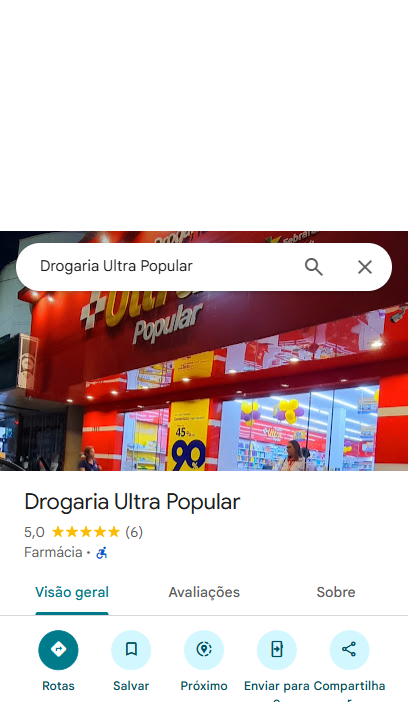 Drogaria Ultra Popular
Popular
45
90
Drogaria Ultra Popular
5,0 (6)
Farmácia ·
Visão geral Avaliações Sobre
Rotas Salvar Próximo Enviar para Compartilha